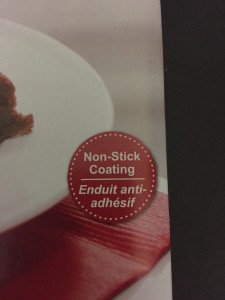 Non-Stick
Coating
Enduit anti-
adhésif